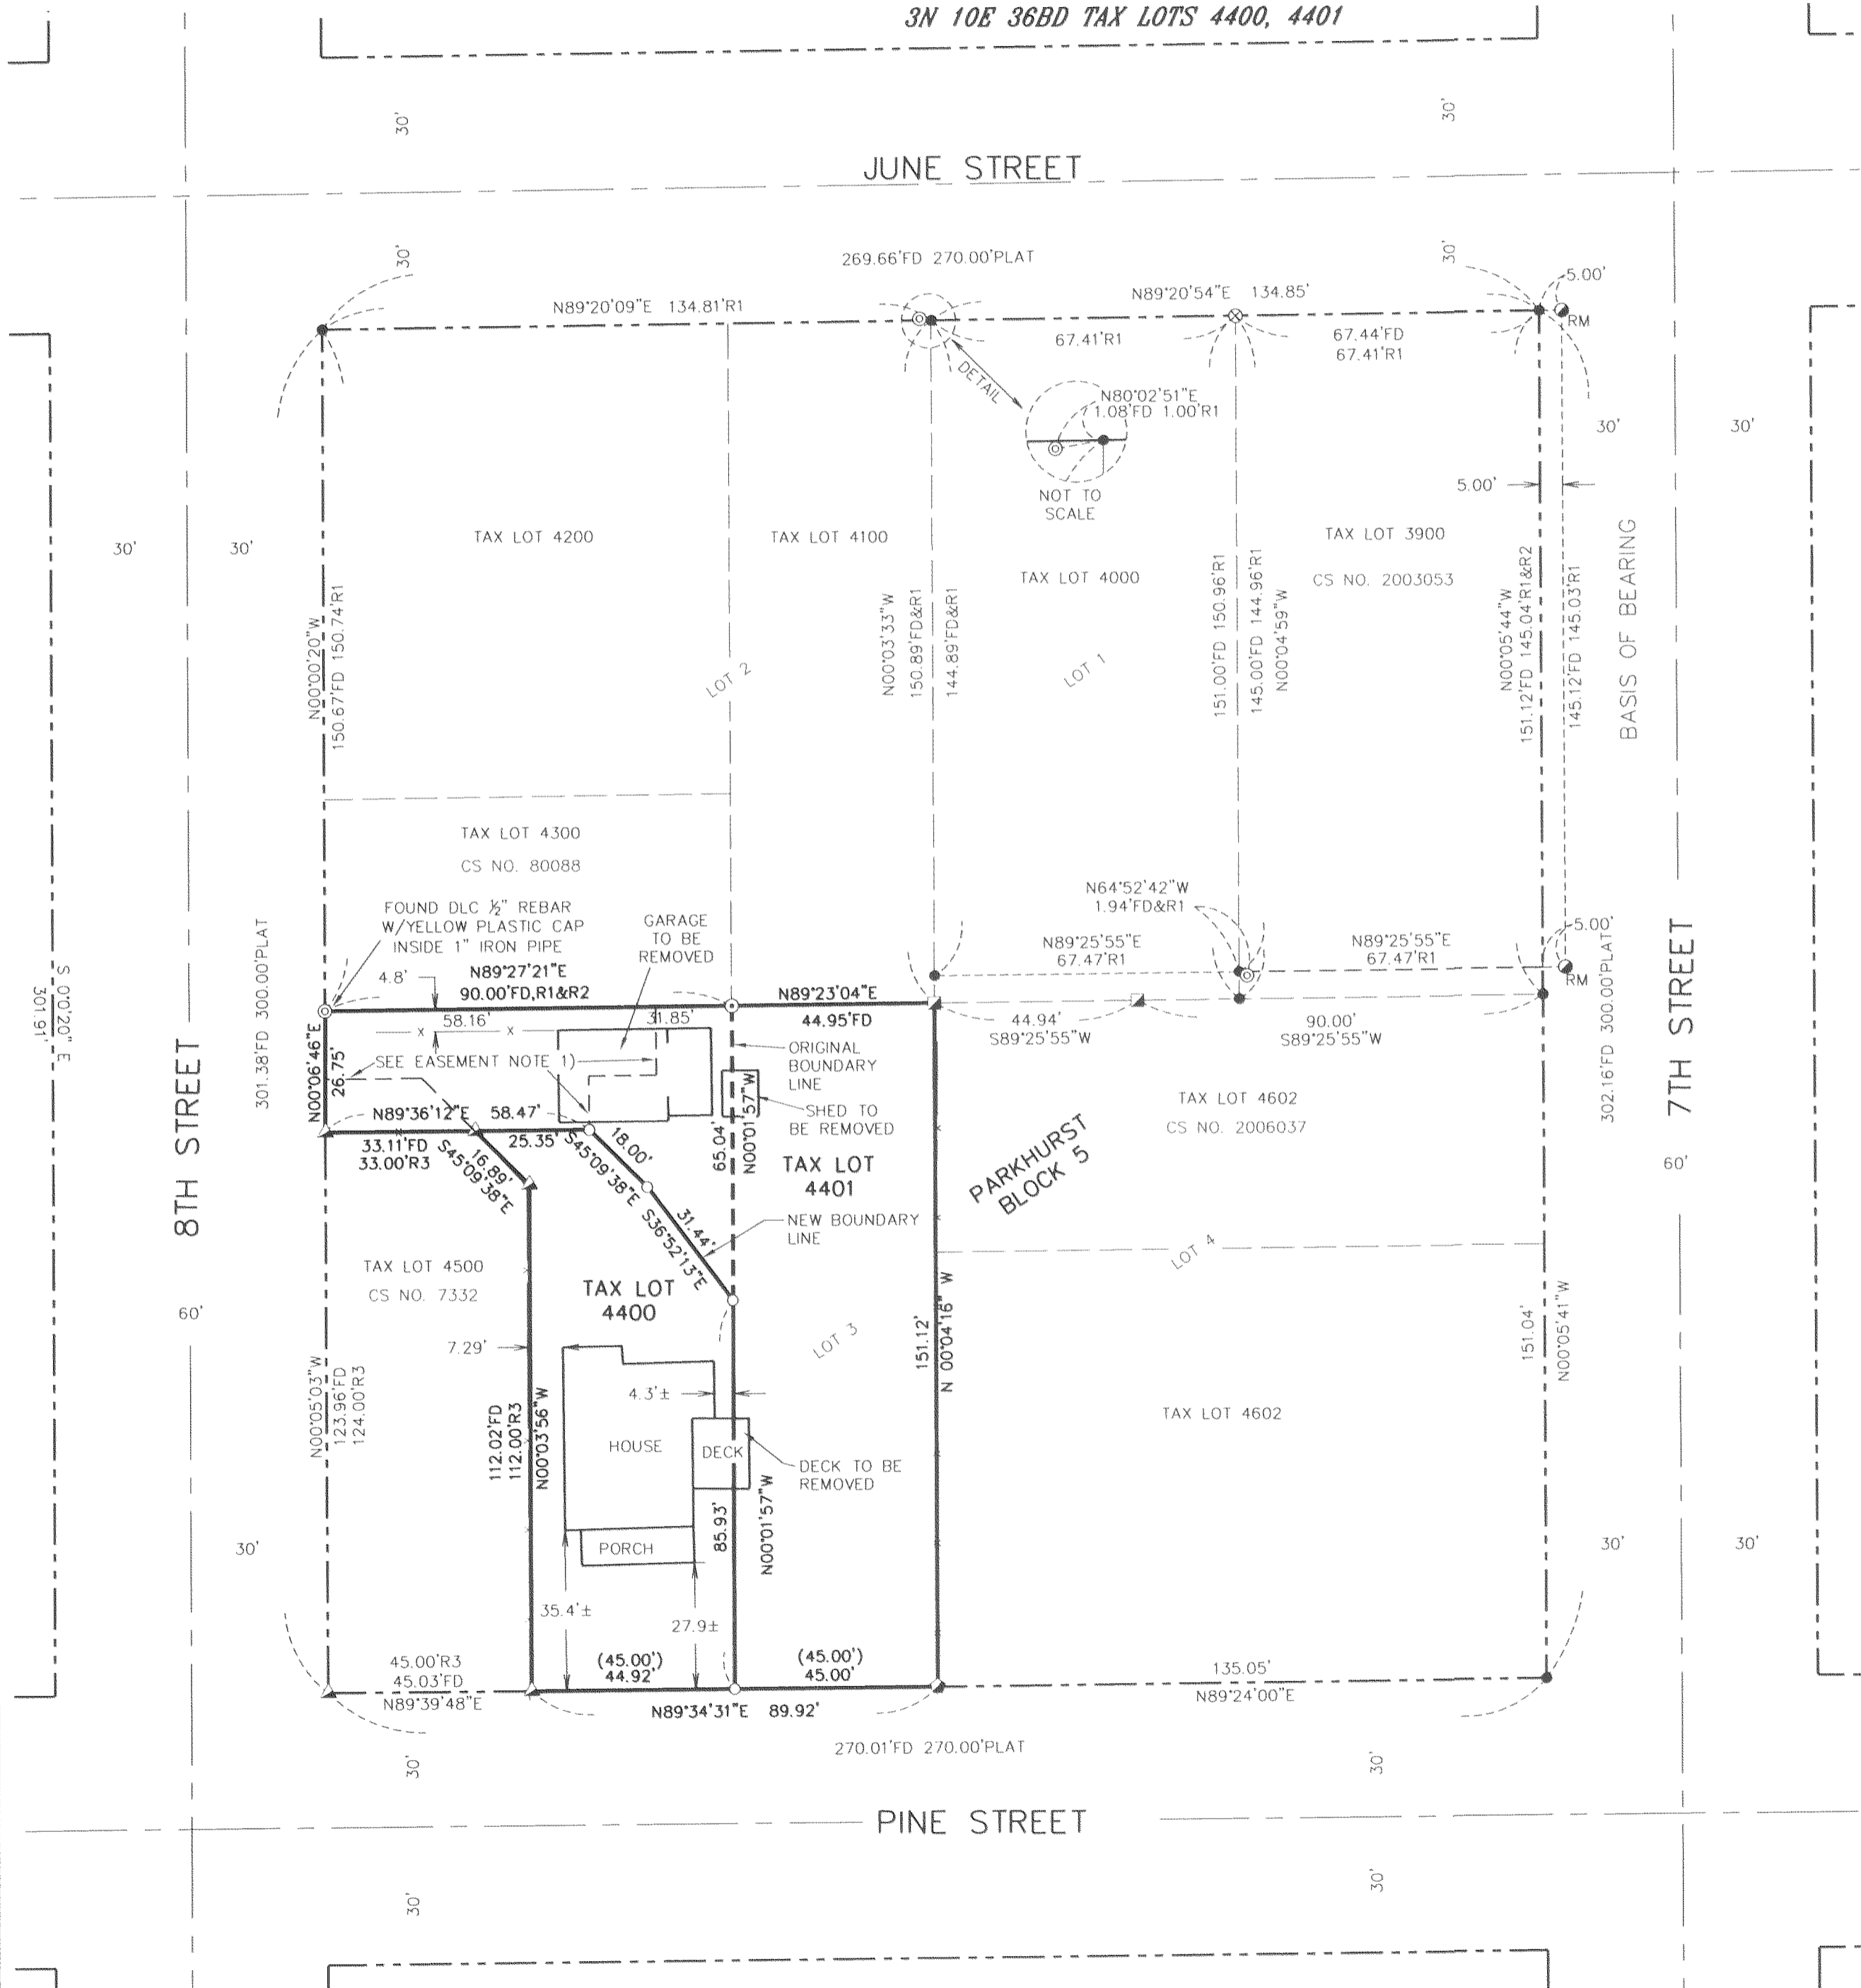 3N 10E 36BD TAX LOTS 4400, 4401
30'
30'
JUNE STREET
30'
30'
269.66'FD 270.00'PLAT
5.00'
N89°20'09"E 134.81'R1
N89°20'54"E 134.85'
RM
67.41'R1
67.44'FD
67.41'R1
DETAIL
N80°02'51"E
1.08'FD 1.00'R1
30'
30'
5.00'
NOT TO
SCALE
30'
30'
TAX LOT 4200
TAX LOT 4100
TAX LOT 4000
TAX LOT 3900
CS NO. 2003053
N00°00'20"W
150.67'FD 150.74'R1
N00°03'33"W
150.89'FD&R1
144.89'FD&R1
151.00'FD 150.96'R1
145.00'FD 144.96'R1
N00°04'59"W
N00°05'44"W
151.12'FD 145.04'R1&R2
145.12'FD 145.03'R1
BASIS OF BEARING
LOT 2
LOT 1
TAX LOT 4300
CS NO. 80088
N64°52'42"W
1.94'FD&R1
FOUND DLC ½" REBAR
W/YELLOW PLASTIC CAP
INSIDE 1" IRON PIPE
GARAGE
TO BE
REMOVED
5.00'
N89°25'55"E
67.47'R1
N89°25'55"E
67.47'R1
RM
4.8'
N89°27'21"E
90.00'FD,R1&R2
N89°23'04"E
44.95'FD
58.16'
31.85'
44.94'
S89°25'55"W
90.00'
S89°25'55"W
S 0°0'20" E
301.91'
301.38'FD 300.00'PLAT
302.16'FD 300.00'PLAT
8TH STREET
7TH STREET
N00°06'46"E
26.75'
SEE EASEMENT NOTE 1)
ORIGINAL
BOUNDARY
LINE
SHED TO
BE REMOVED
TAX LOT 4602
CS NO. 2006037
N89°36'12"E
58.47'
33.11'FD
33.00'R3
25.35'
16.89'
S45°09'38"E
18.00'
S45°09'38"E
65.04'
N00°01'57"W
TAX LOT
4401
PARKHURST
BLOCK 5
60'
31.44'
S36°52'13"E
NEW BOUNDARY
LINE
LOT 4
TAX LOT 4500
CS NO. 7332
TAX LOT
4400
60'
LOT 3
7.29'
N00°05'03"W
123.96'FD
124.00'R3
112.02'FD
112.00'R3
N00°03'56"W
4.3'±
151.12'
N 00°04'16" W
151.04'
N00°05'41"W
TAX LOT 4602
HOUSE
DECK
DECK TO BE
REMOVED
85.93'
N00°01'57"W
PORCH
30'
30'
30'
35.4'±
27.9±
45.00'R3
45.03'FD
N89°39'48"E
(45.00')
44.92'
(45.00')
45.00'
N89°34'31"E 89.92'
135.05'
N89°24'00"E
270.01'FD 270.00'PLAT
30'
30'
PINE STREET
30'
30'